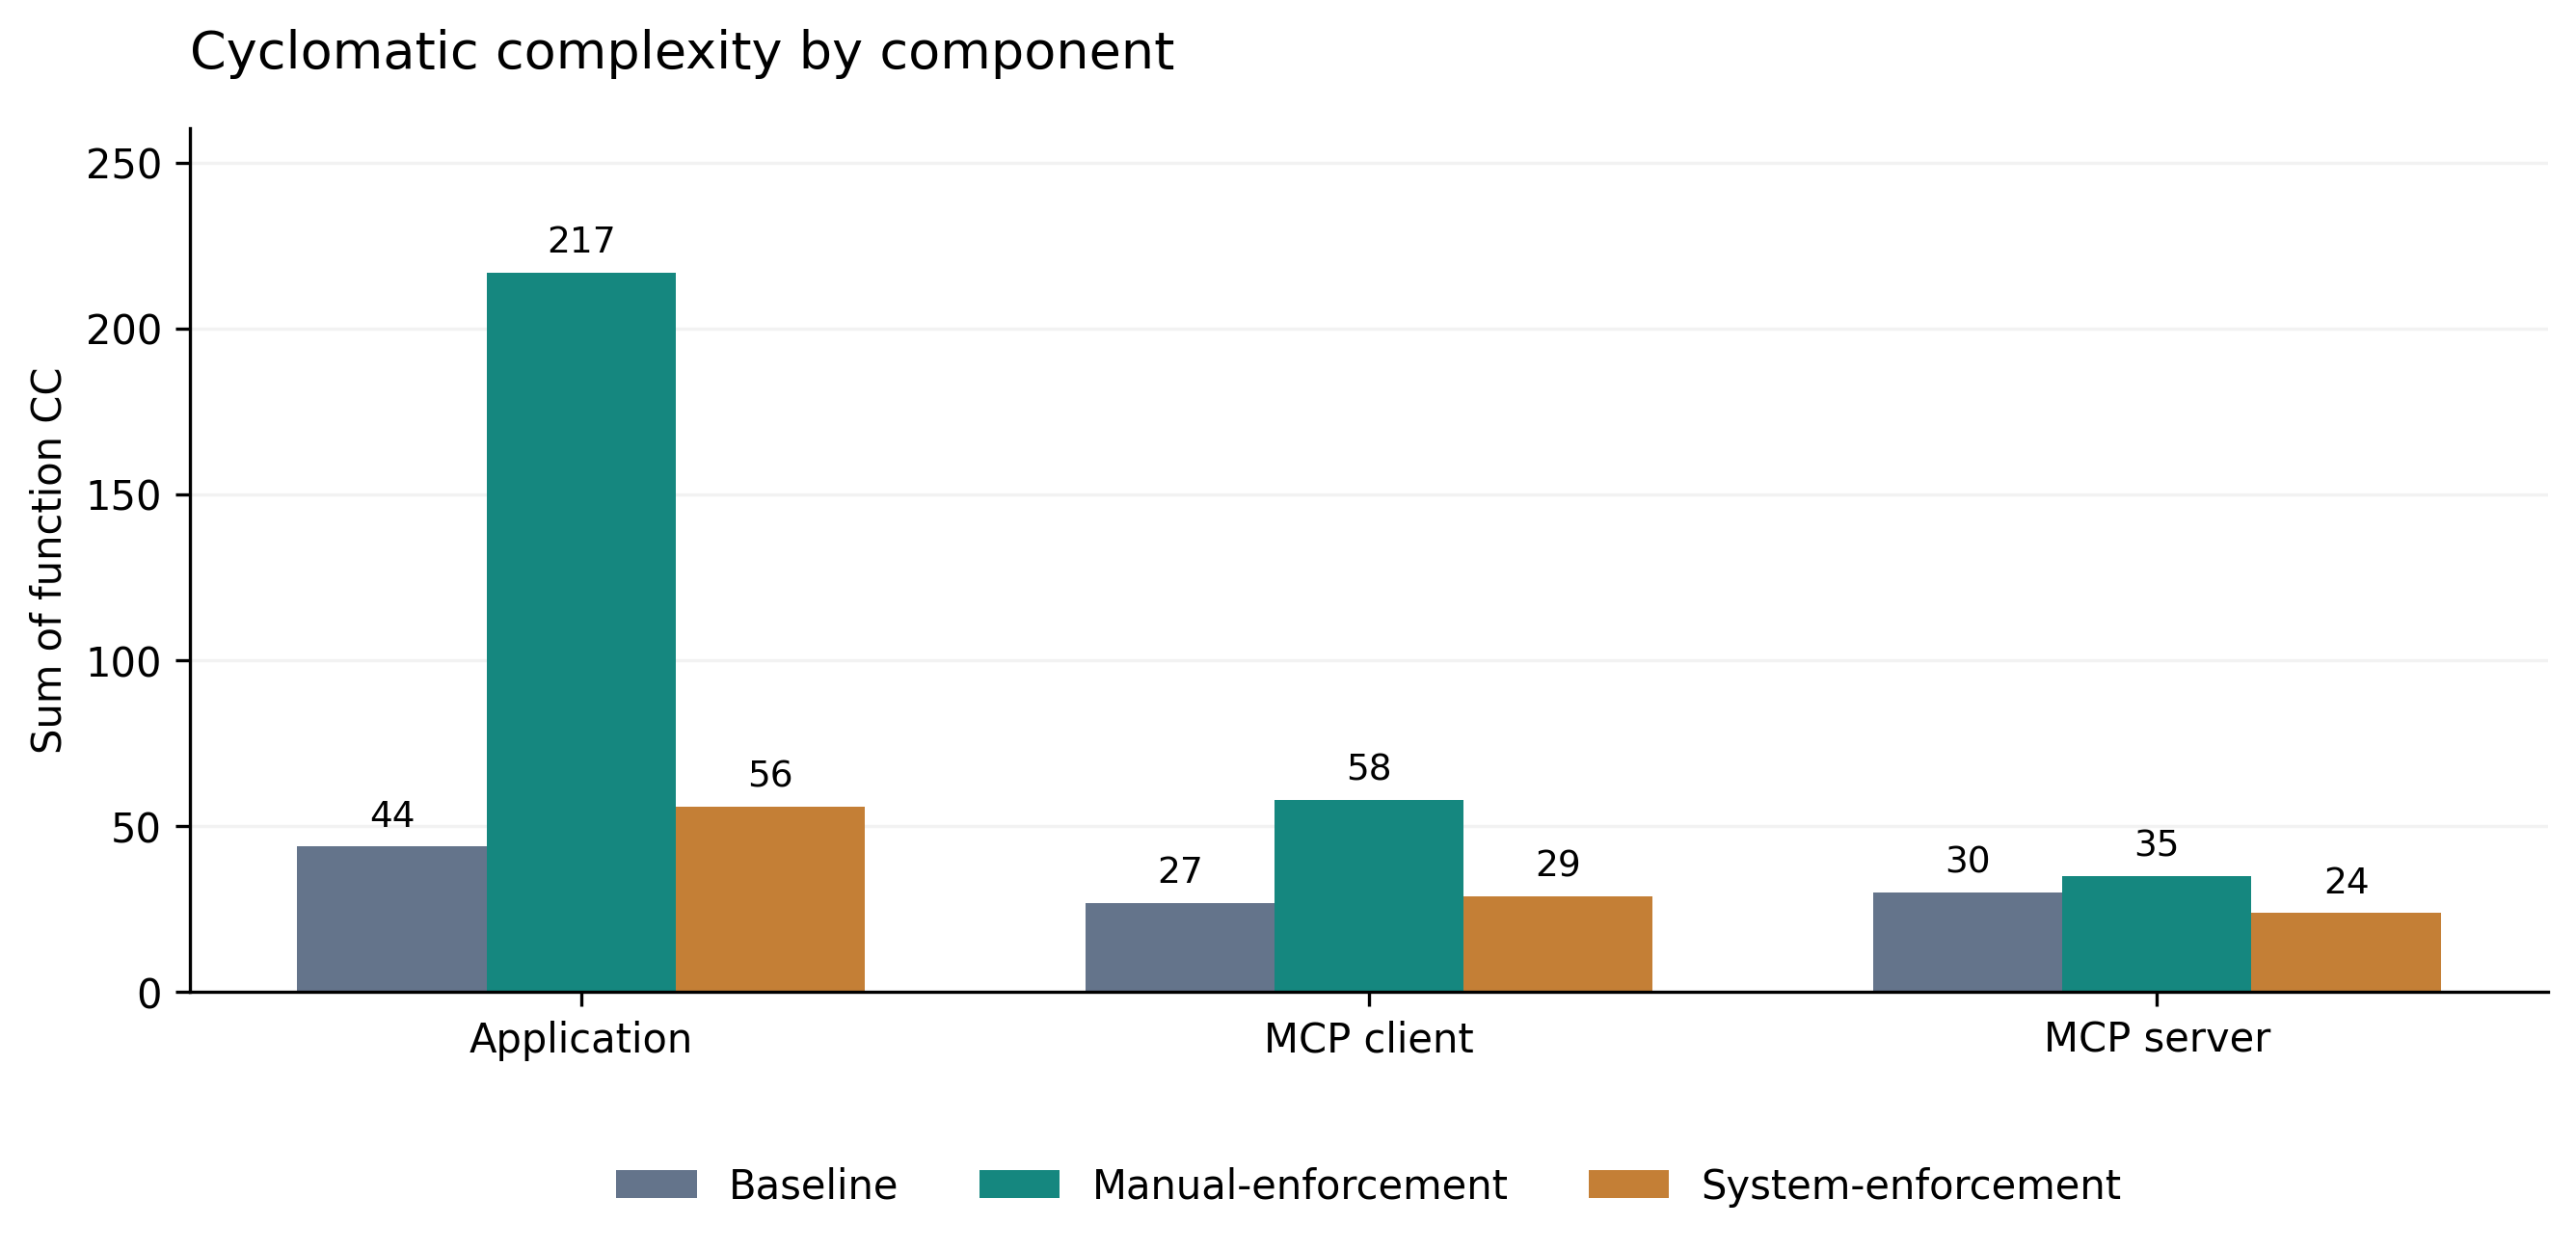 Cyclomatic complexity by component
Sum of function CC
250
200
150
100
50
0
44
217
56
27
58
29
30
35
24
Application
MCP client
MCP server
Baseline
Manual-enforcement
System-enforcement